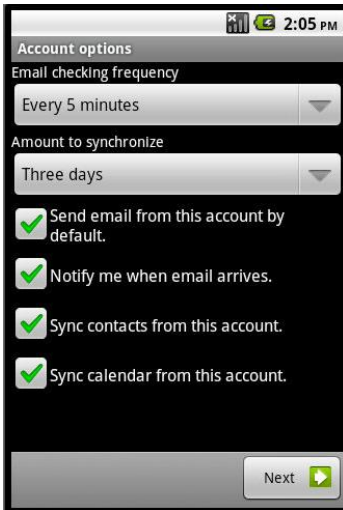 2:05 PM
Account options
Email checking frequency
Every 5 minutes
Amount to synchronize
Three days
Send email from this account by
default.
Notify me when email arrives.
Sync contacts from this account.
Sync calendar from this account.
Next